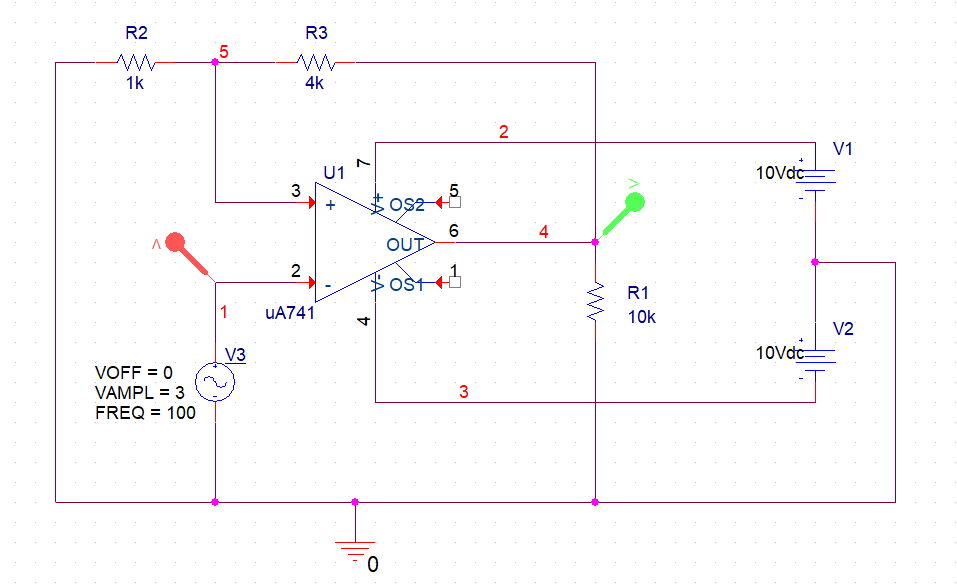 R2
R3
5
1k
4k
2
V1
7
10Vdc
U1
3
+
V+
OS2
5
6
OUT
4
V
V
2
-
V-
OS1
1
R1
10k
uA741
1
4
V2
10Vdc
V3
VOFF = 0
VAMPL = 3
FREQ = 100
3
0